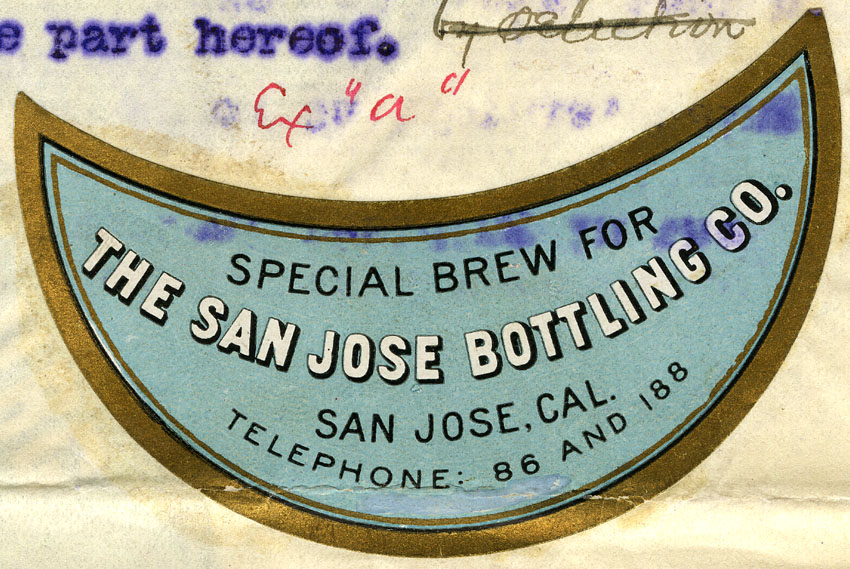 e part hereof.
Ex "a"
SPECIAL BREW FOR
THE SAN JOSE BOTTLING CO.
SAN JOSE, CAL.
TELEPHONE: 86 AND 188